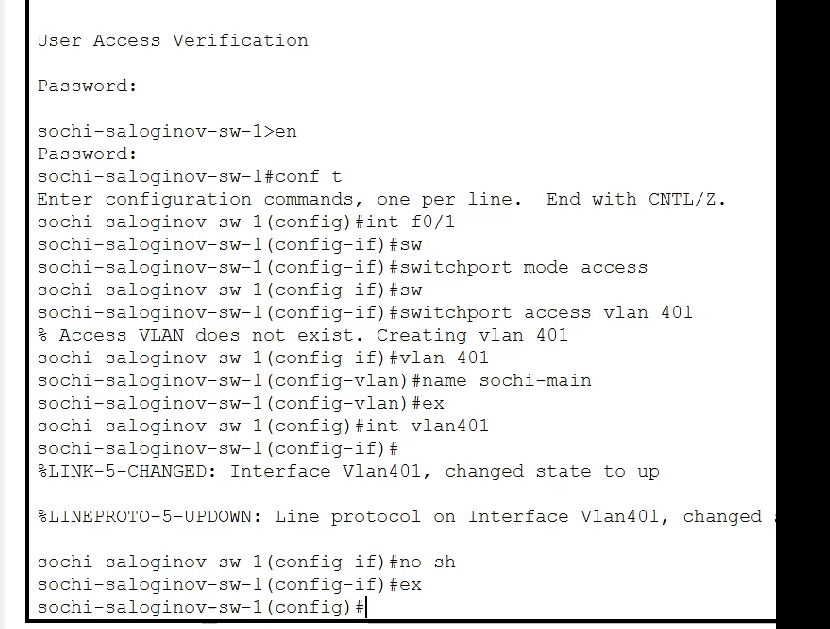 User Access Verification
Password:
sochi-saloginov-sw-1>en
Password:
sochi-saloginov-sw-1#conf t
Enter configuration commands, one per line.  End with CNTL/Z.
sochi-saloginov-sw-1(config)#int f0/1
sochi-saloginov-sw-1(config-if)#sw
sochi-saloginov-sw-1(config-if)#switchport mode access
sochi-saloginov-sw-1(config-if)#sw
sochi-saloginov-sw-1(config-if)#switchport access vlan 401
% Access VLAN does not exist. Creating vlan 401
sochi-saloginov-sw-1(config-if)#vlan 401
sochi-saloginov-sw-1(config-vlan)#name sochi-main
sochi-saloginov-sw-1(config-vlan)#ex
sochi-saloginov-sw-1(config)#int vlan401
sochi-saloginov-sw-1(config-if)#
%LINK-5-CHANGED: Interface Vlan401, changed state to up
%LINEPROTO-5-UPDOWN: Line protocol on Interface Vlan401, changed
sochi-saloginov-sw-1(config-if)#no sh
sochi-saloginov-sw-1(config-if)#ex
sochi-saloginov-sw-1(config)#